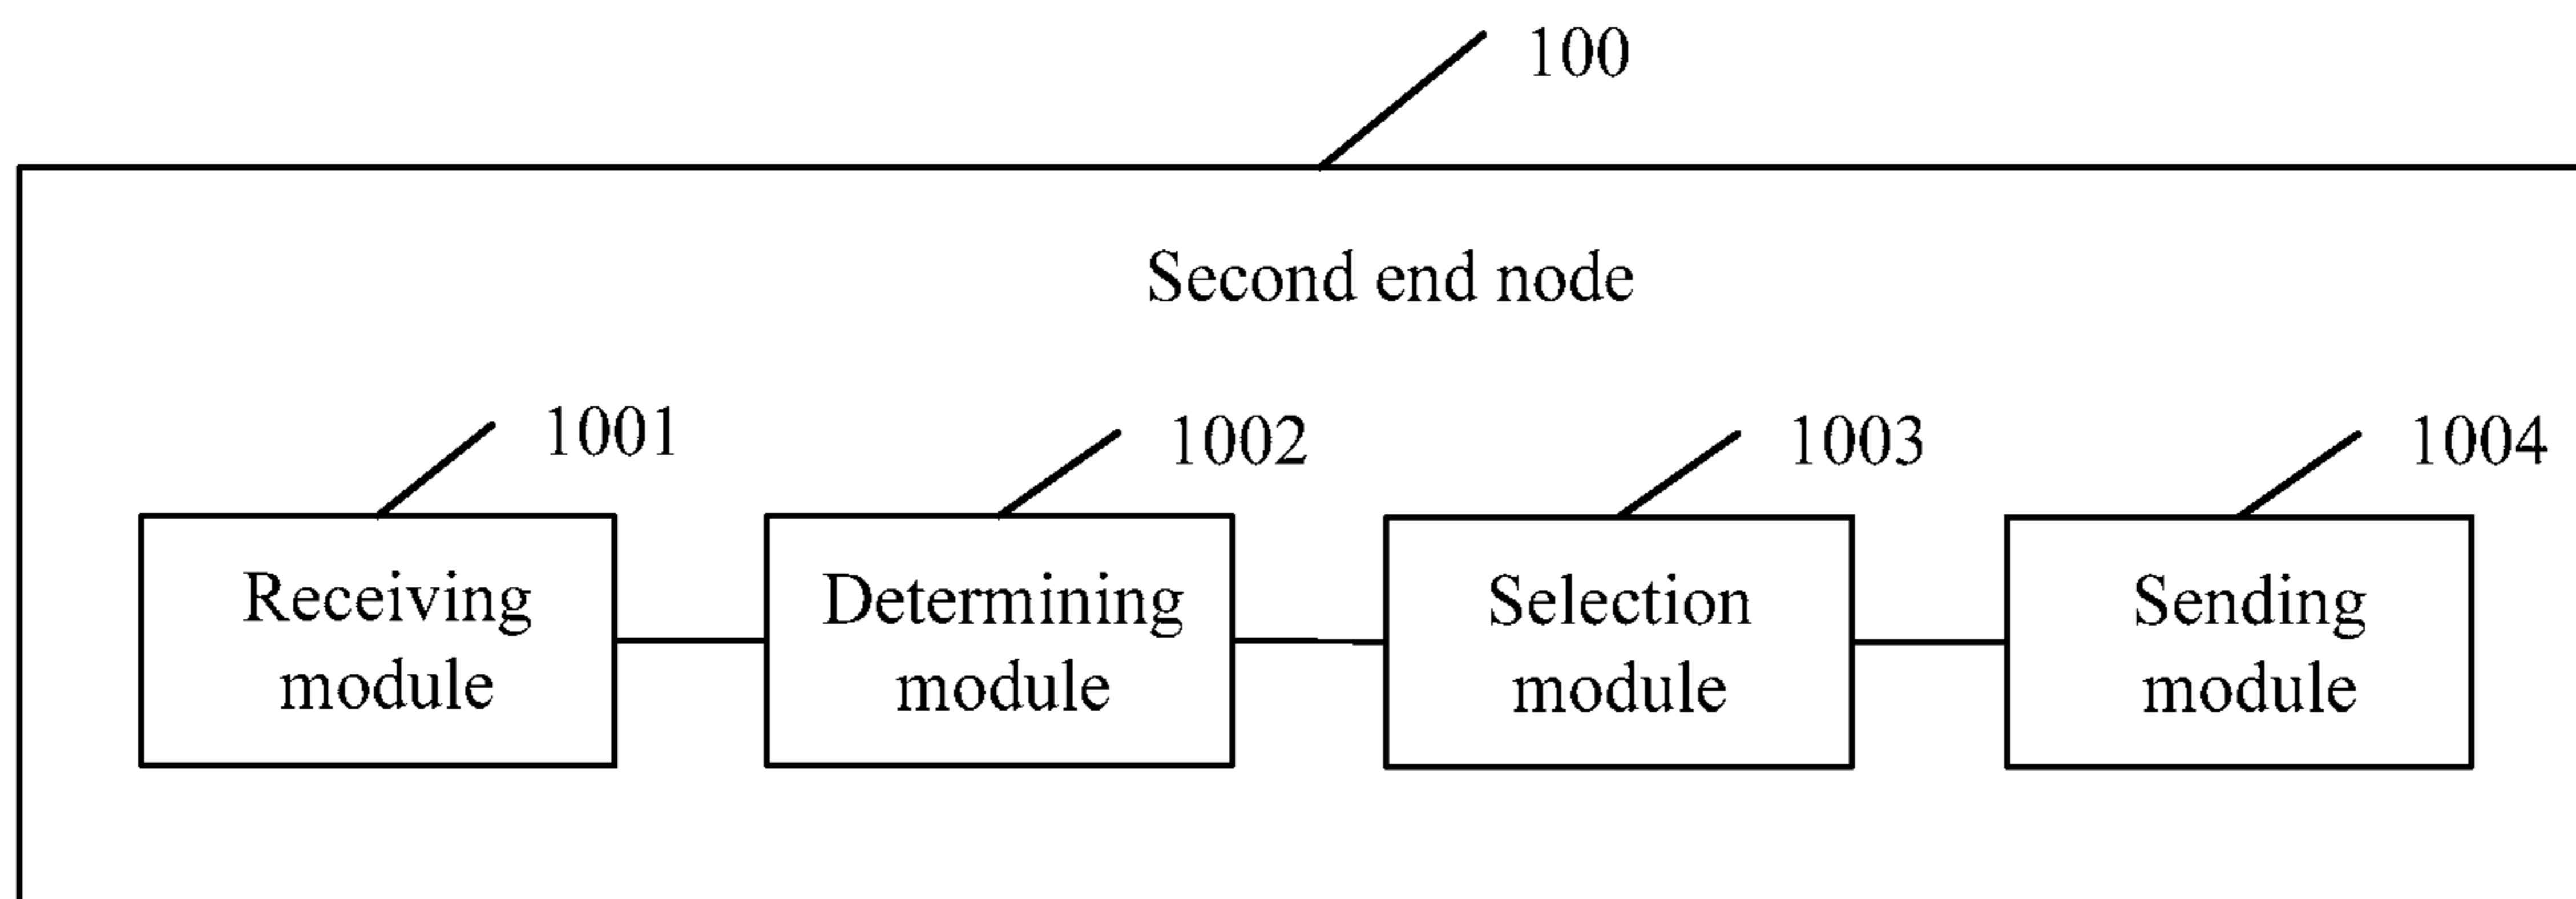 100
Second end node
1001
1002
1003
1004
Receiving
module
Determining
module
Selection
module
Sending
module